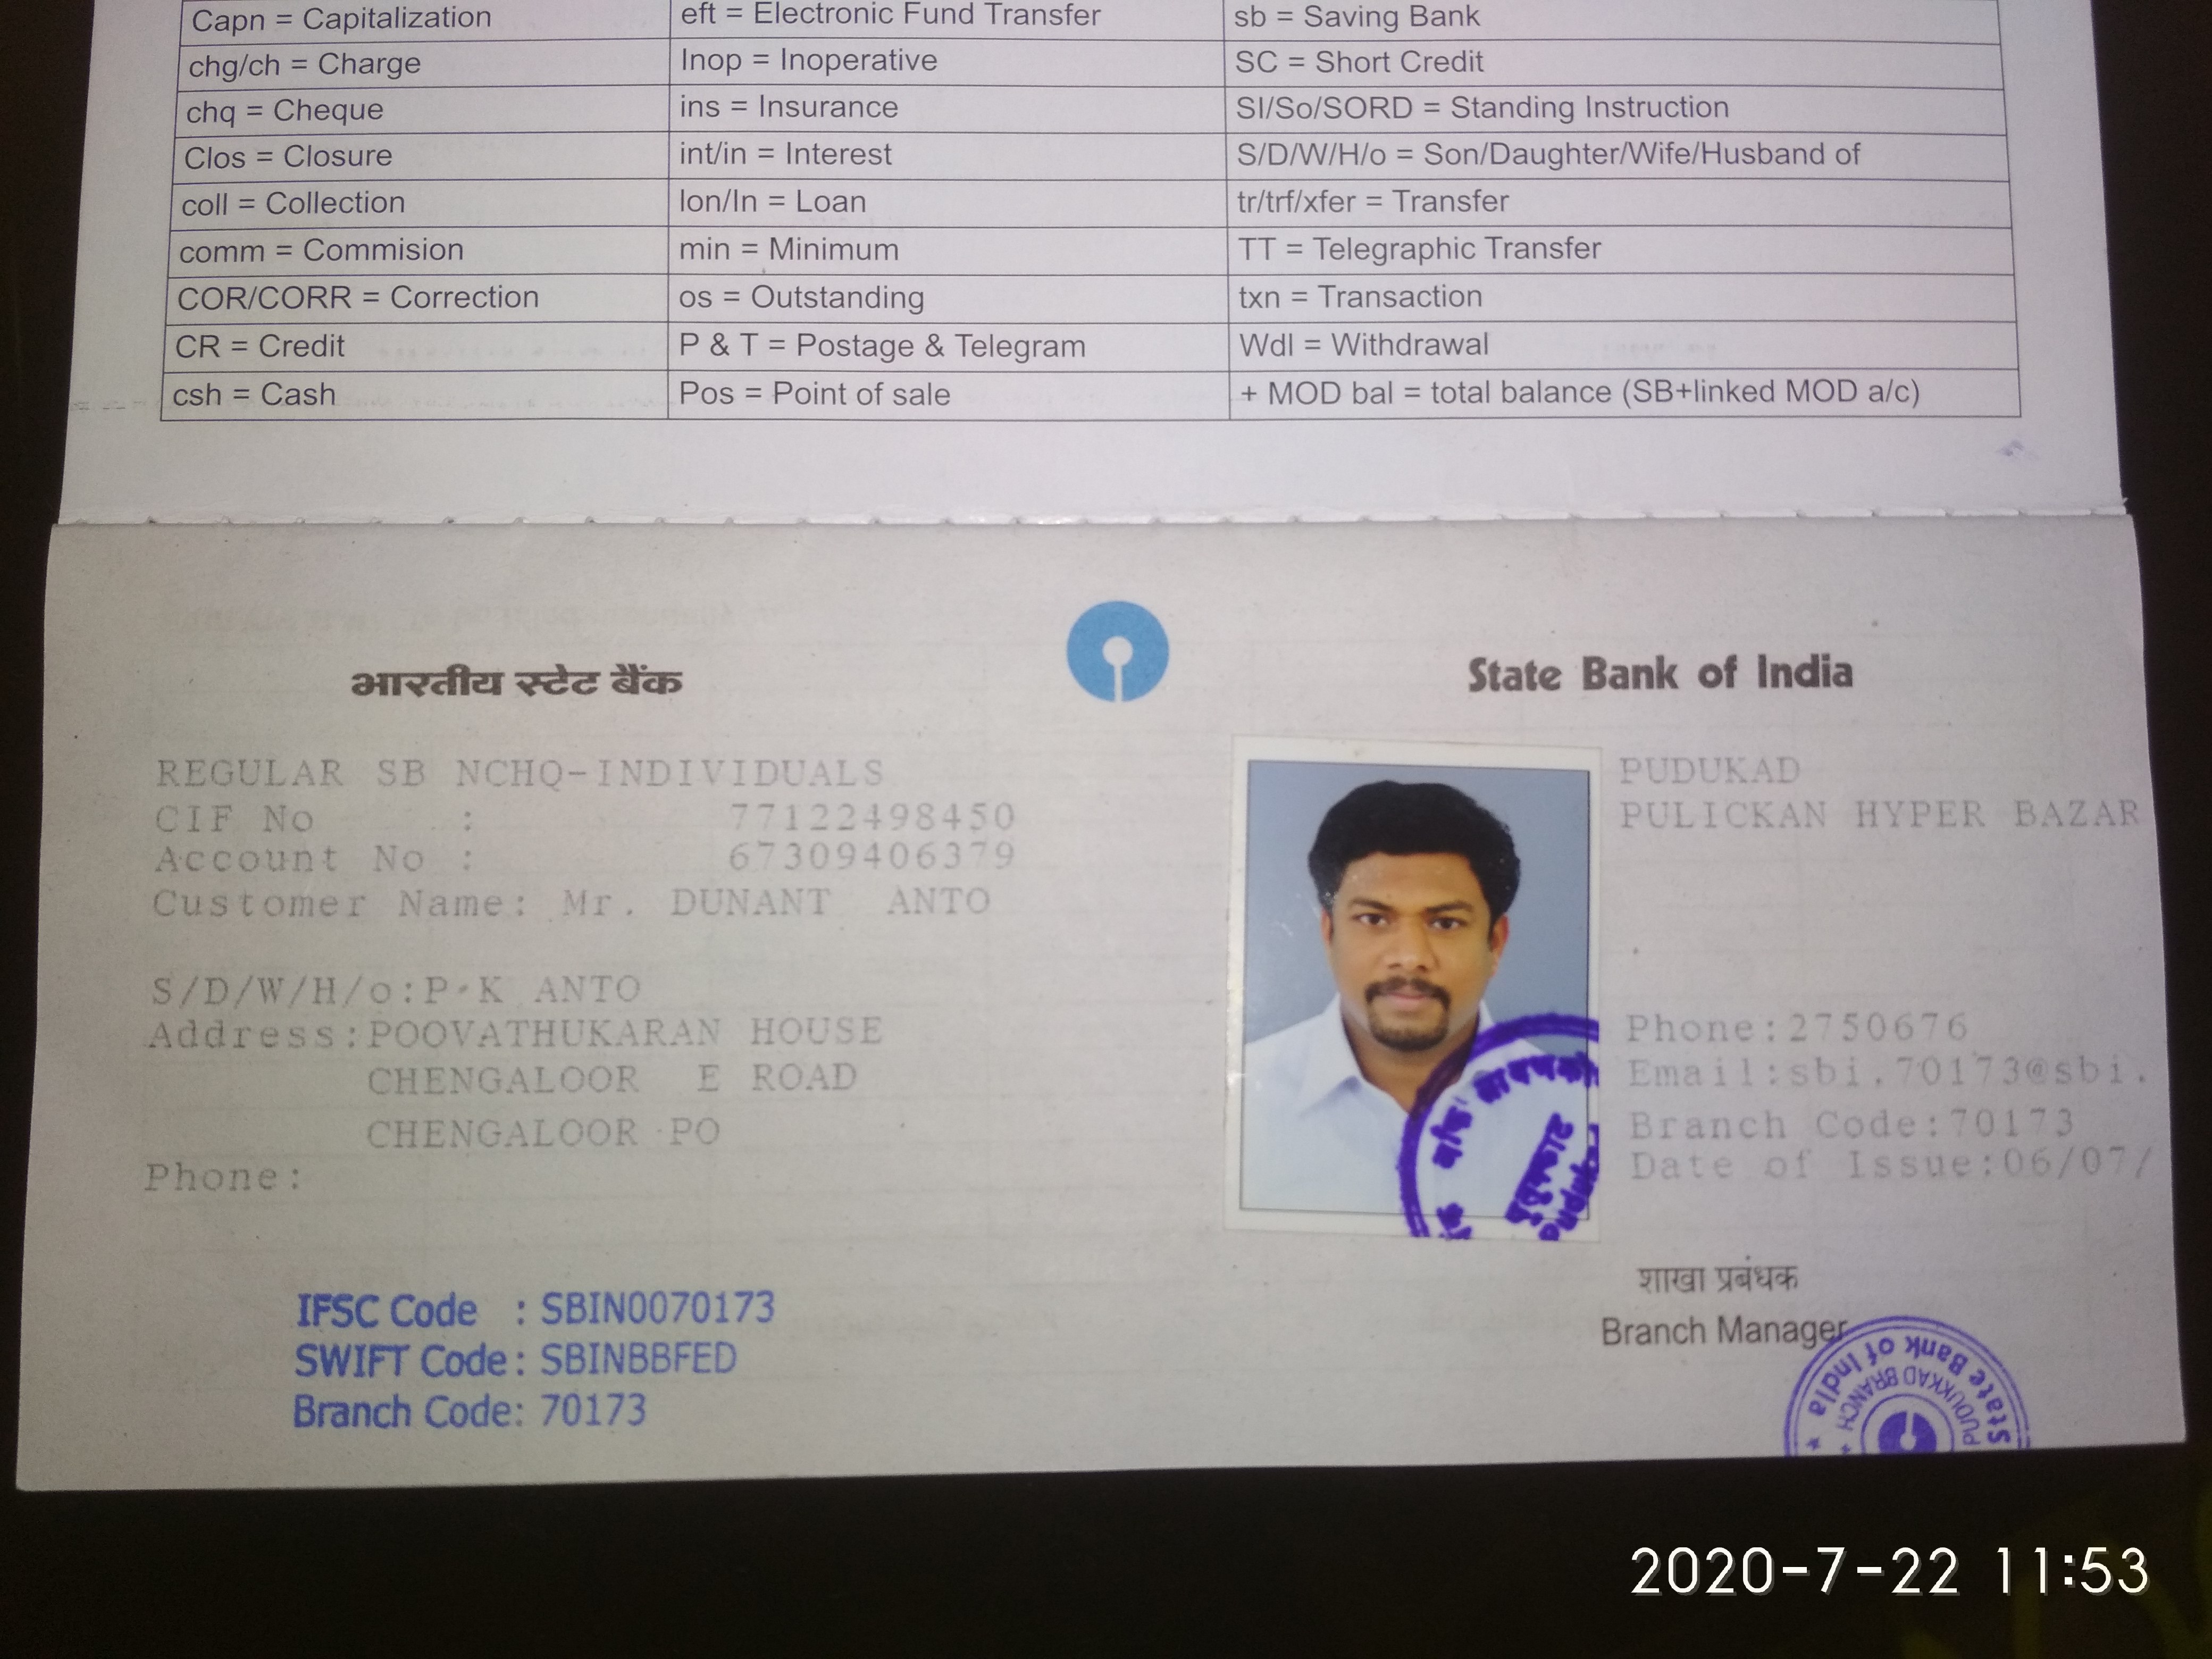 Capn = Capitalization	eft = Electronic Fund Transfer	sb = Saving Bank
chg/ch = Charge	Inop = Inoperative	SC = Short Credit
chq = Cheque	ins = Insurance	SI/So/SORD = Standing Instruction
Clos = Closure	int/in = Interest	S/D/W/H/o = Son/Daughter/Wife/Husband of
coll = Collection	lon/ln = Loan	tr/trf/xfer = Transfer
comm = Commision	min = Minimum	TT = Telegraphic Transfer
COR/CORR = Correction	os = Outstanding	txn = Transaction
CR = Credit	P & T = Postage & Telegram	Wdl = Withdrawal
csh = Cash	Pos = Point of sale	+ MOD bal = total balance (SB+linked MOD a/c)
भारतीय स्टेट बैंक
State Bank of India
REGULAR SB NCHQ-INDIVIDUALS
CIF No : 77122498450
Account No : 67309406379
Customer Name: Mr. DUNANT ANTO
S/D/W/H/o:P.K ANTO
Address:POOVATHUKARAN HOUSE
CHENGALOOR E ROAD
CHENGALOOR PO
Phone:
IFSC Code : SBIN0070173
SWIFT Code: SBINBBFED
Branch Code: 70173
PUDUKAD
PULICKAN HYPER BAZAR
Phone:2750676
Email:sbi.70173@sbi.
Branch Code:70173
Date of Issue:06/07/
शाखा प्रबंधक
Branch Manager
State Bank of India
PUDUKKAD BRANCH
2020-7-22 11:53